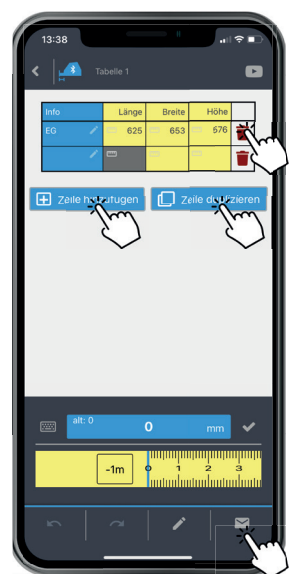 13:38
Tabelle 1
Info Länge Breite Höhe
EG 625 653 576
Zeile hinzufügen Zeile duplizieren
alt: 0
0 mm
-1m 0 1 2 3